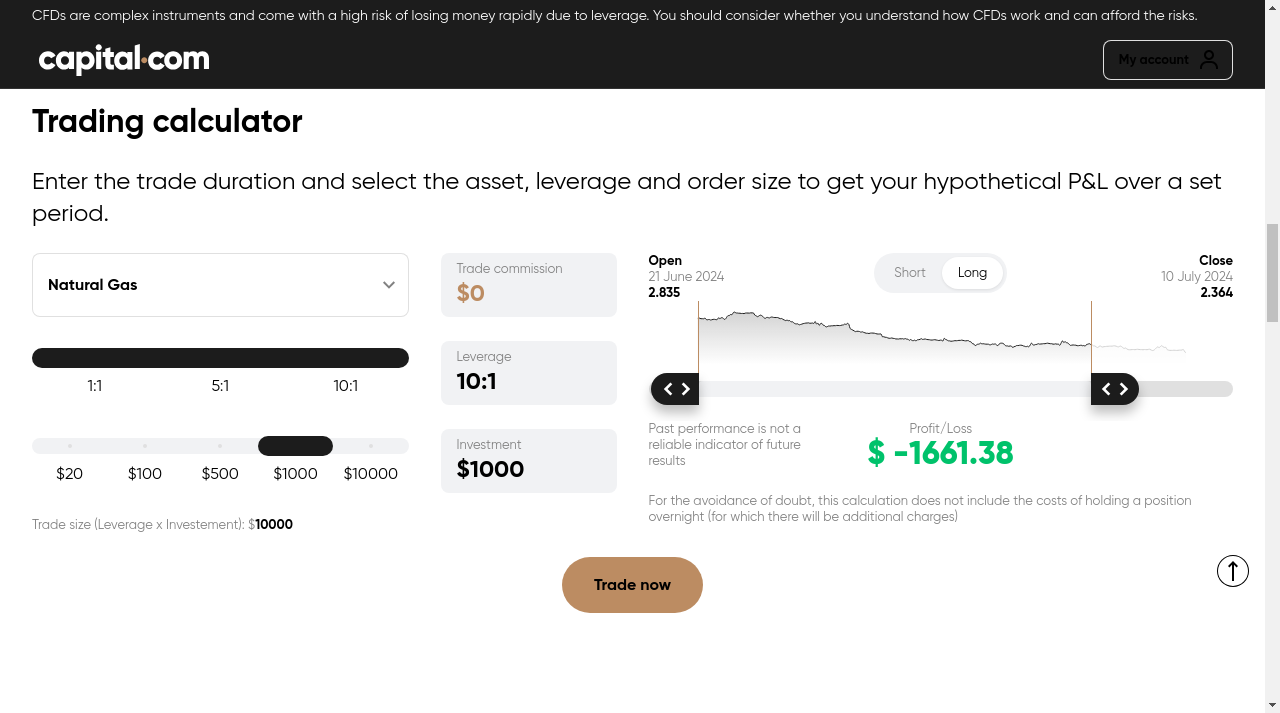 CFDs are complex instruments and come with a high risk of losing money rapidly due to leverage. You should consider whether you understand how CFDs work and can afford the risks.
capital.com
My account
Trading calculator
Enter the trade duration and select the asset, leverage and order size to get your hypothetical P&L over a set
period.
Natural Gas
1:1 5:1 10:1
$20 $100 $500 $1000 $10000
Trade size (Leverage x Investement): $10000
Trade commission
$0
Leverage
10:1
Investment
$1000
Open
21 June 2024
2.835
Short Long
Close
10 July 2024
2.364
Past performance is not a
reliable indicator of future
results
Profit/Loss
$ -1661.38
For the avoidance of doubt, this calculation does not include the costs of holding a position
overnight (for which there will be additional charges)
Trade now